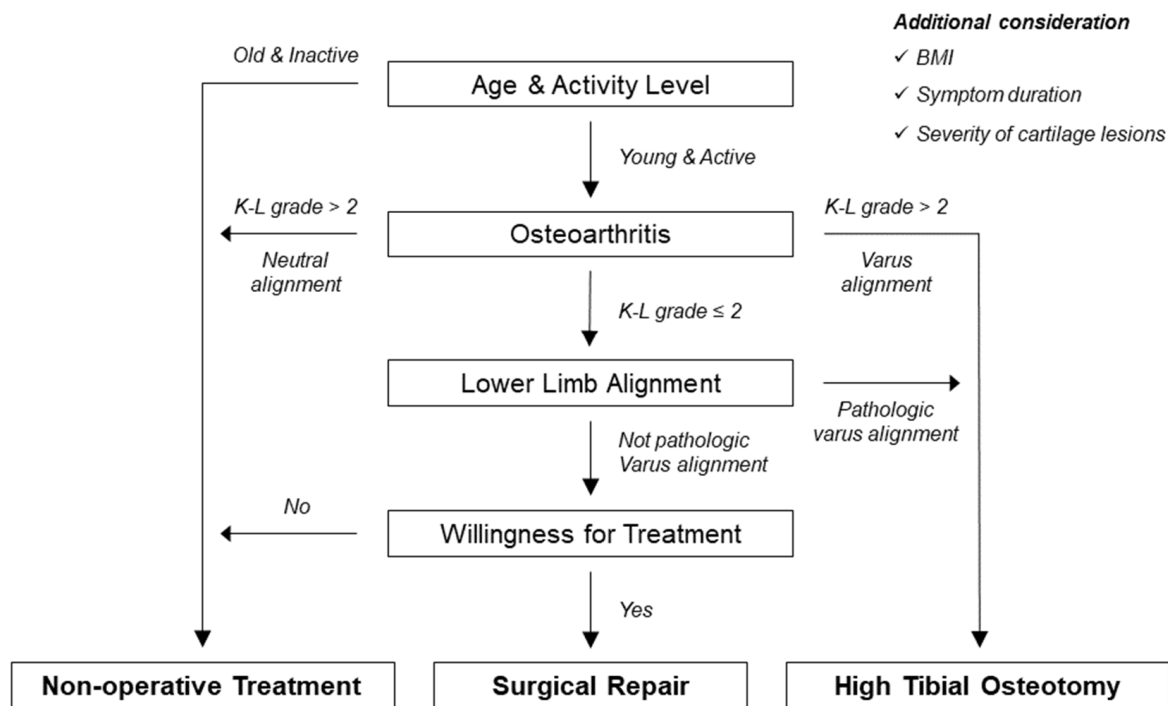 Additional consideration
✓ BMI
✓ Symptom duration
✓ Severity of cartilage lesions
Old & Inactive
Age & Activity Level
Young & Active
K-L grade > 2
Osteoarthritis
K-L grade > 2
Neutral
alignment
Varus
alignment
K-L grade ≤ 2
Lower Limb Alignment
Pathologic
varus alignment
Not pathologic
Varus alignment
No
Willingness for Treatment
Yes
Non-operative Treatment
Surgical Repair
High Tibial Osteotomy